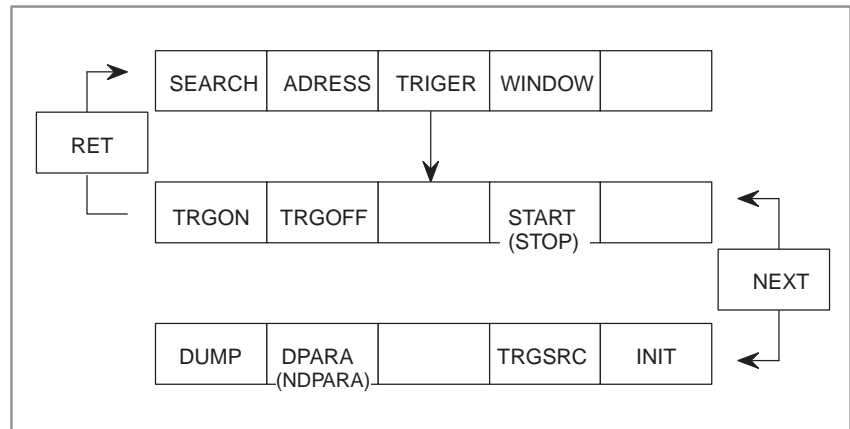 SEARCH ADRESS TRIGER WINDOW
RET
TRGON TRGOFF START
(STOP)
NEXT
DUMP DPARA TRGSRC INIT
(NDPARA)